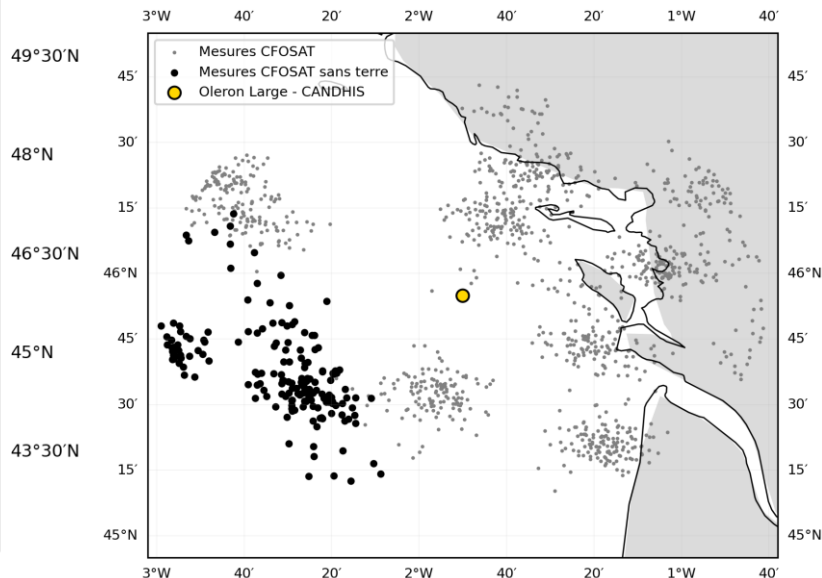 3°W 40′ 20′ 2°W 40′ 20′ 1°W 40′
49°30′N
Mesures CFOSAT
Mesures CFOSAT sans terre
Oleron Large - CANDHIS
45′ 45′
48°N
30′ 30′
15′ 15′
46°30′N
46°N 46°N
45°N
45′ 45′
30′ 30′
43°30′N
15′ 15′
45°N 45°N
3°W 40′ 20′ 2°W 40′ 20′ 1°W 40′